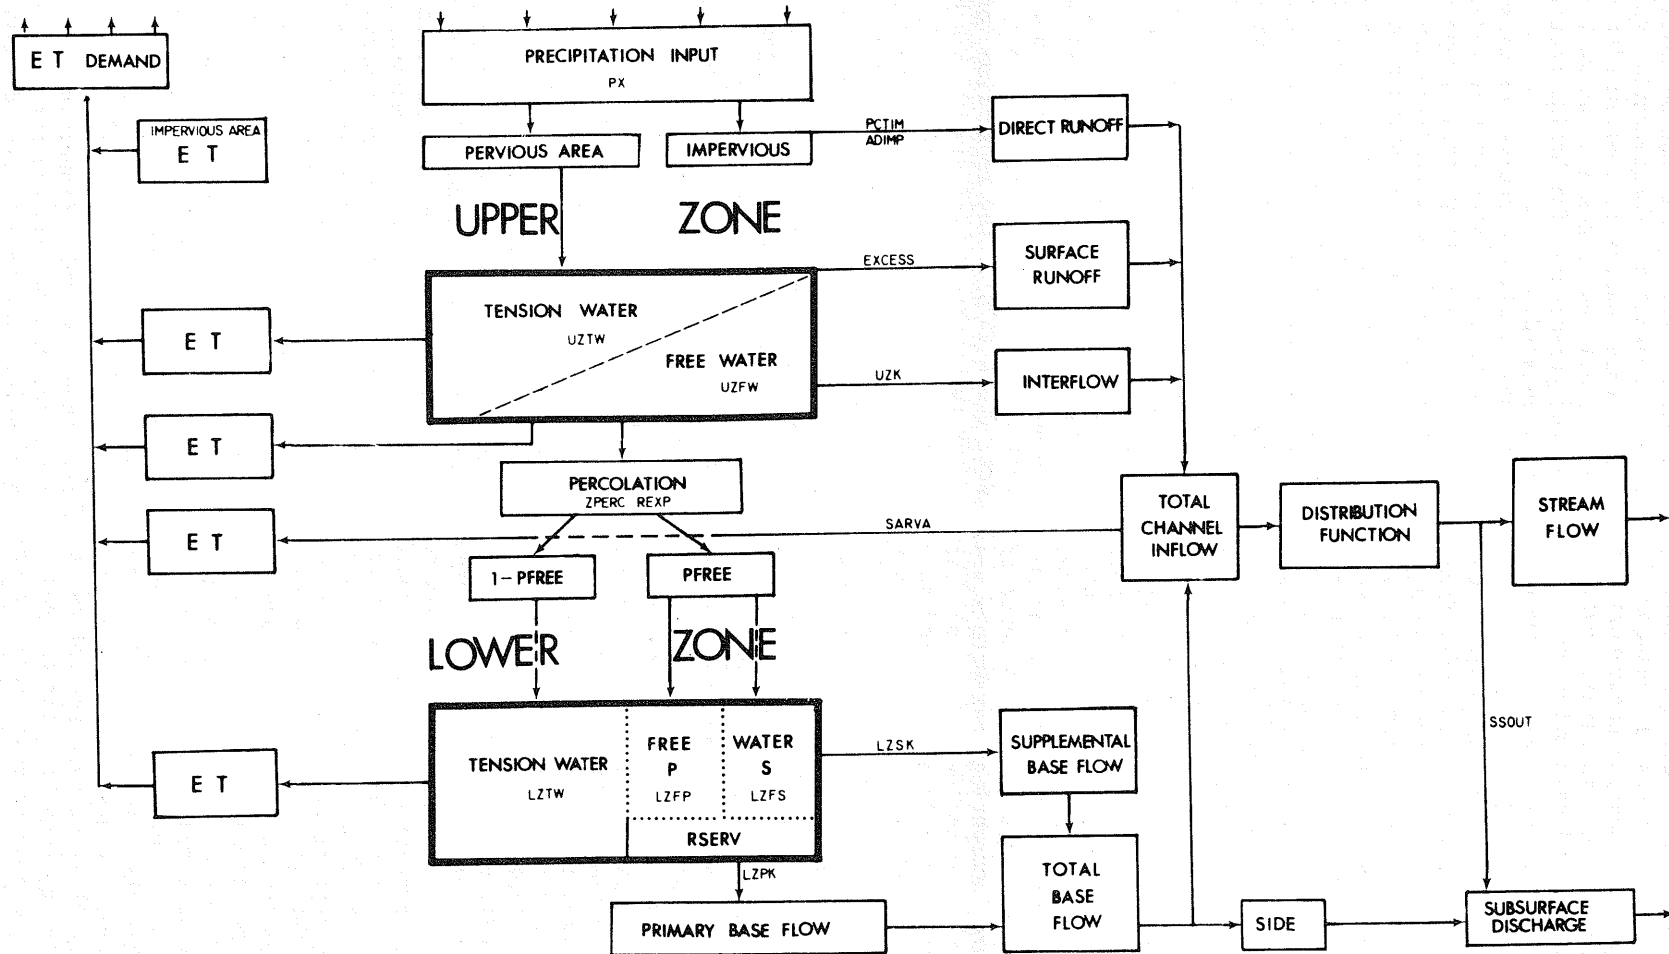 E T DEMAND
PRECIPITATION INPUT
PX
IMPERVIOUS AREA
E T
PERVIOUS AREA
IMPERVIOUS
PCTIM
ADIMP
DIRECT RUNOFF
UPPER ZONE
EXCESS
SURFACE
RUNOFF
TENSION WATER
UZTW
FREE WATER
UZFW
E T
UZK
INTERFLOW
E T
PERCOLATION
ZPERC REXP
E T
SARVA
TOTAL
CHANNEL
INFLOW
DISTRIBUTION
FUNCTION
STREAM
FLOW
1-PFREE
PFREE
LOWER ZONE
SSOUT
TENSION WATER
LZTW
FREE
P
LZFP
WATER
S
LZFS
RSERV
E T
LZSK
SUPPLEMENTAL
BASE FLOW
LZPK
PRIMARY BASE FLOW
TOTAL
BASE
FLOW
SIDE
SUBSURFACE
DISCHARGE